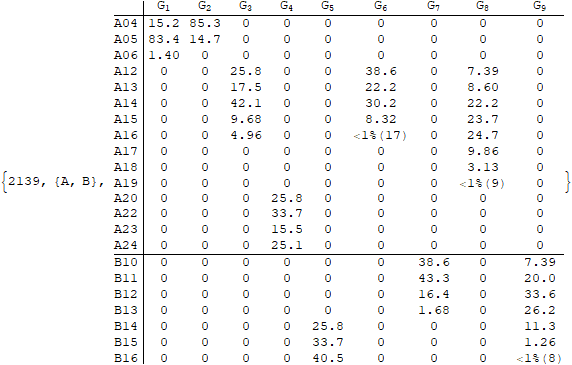 G₁ G₂ G₃ G₄ G₅ G₆ G₇ G₈ G₉
A04 15.2 85.3 0 0 0 0 0 0 0
A05 83.4 14.7 0 0 0 0 0 0 0
A06 1.40 0 0 0 0 0 0 0 0
A12 0 0 25.8 0 0 38.6 0 7.39 0
A13 0 0 17.5 0 0 22.2 0 8.60 0
A14 0 0 42.1 0 0 30.2 0 22.2 0
A15 0 0 9.68 0 0 8.32 0 23.7 0
A16 0 0 4.96 0 0 <1%(17) 0 24.7 0
A17 0 0 0 0 0 0 0 9.86 0
A18 0 0 0 0 0 0 0 3.13 0
{2139, {A, B}, A19 0 0 0 0 0 0 0 <1%(9) 0 }
A20 0 0 0 25.8 0 0 0 0 0
A22 0 0 0 33.7 0 0 0 0 0
A23 0 0 0 15.5 0 0 0 0 0
A24 0 0 0 25.1 0 0 0 0 0
B10 0 0 0 0 0 0 38.6 0 7.39
B11 0 0 0 0 0 0 43.3 0 20.0
B12 0 0 0 0 0 0 16.4 0 33.6
B13 0 0 0 0 0 0 1.68 0 26.2
B14 0 0 0 0 25.8 0 0 0 11.3
B15 0 0 0 0 33.7 0 0 0 1.26
B16 0 0 0 0 40.5 0 0 0 <1%(8)